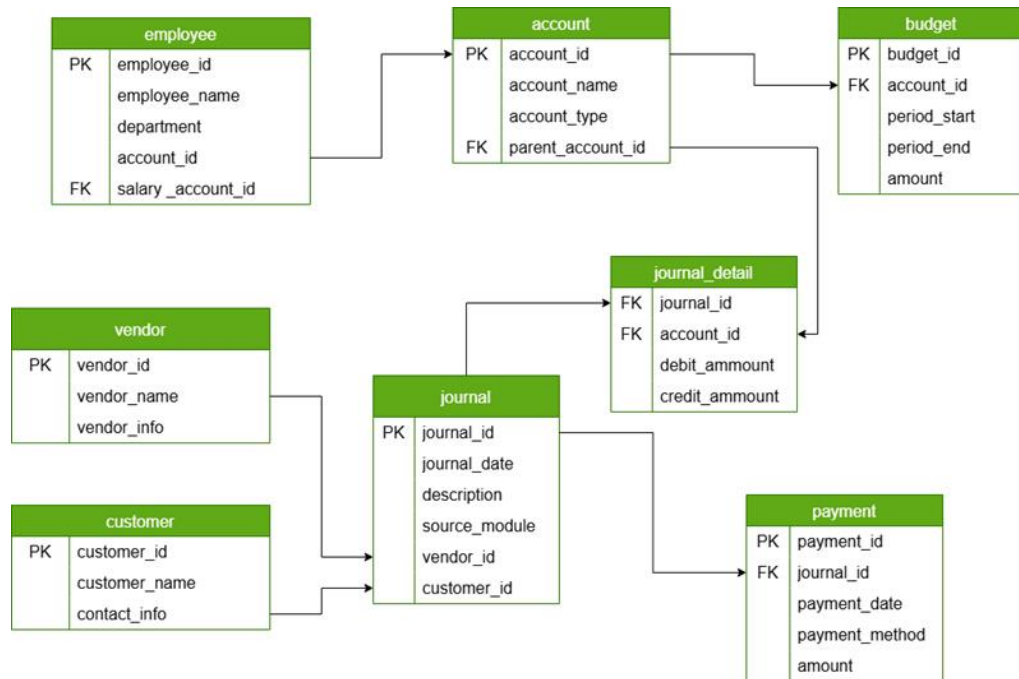 employee
PK employee_id
employee_name
department
account_id
FK salary _account_id
account
PK account_id
account_name
account_type
FK parent_account_id
budget
PK budget_id
FK account_id
period_start
period_end
amount
journal_detail
FK journal_id
FK account_id
debit_ammount
credit_ammount
vendor
PK vendor_id
vendor_name
vendor_info
journal
PK journal_id
journal_date
description
source_module
vendor_id
customer_id
customer
PK customer_id
customer_name
contact_info
payment
PK payment_id
FK journal_id
payment_date
payment_method
amount